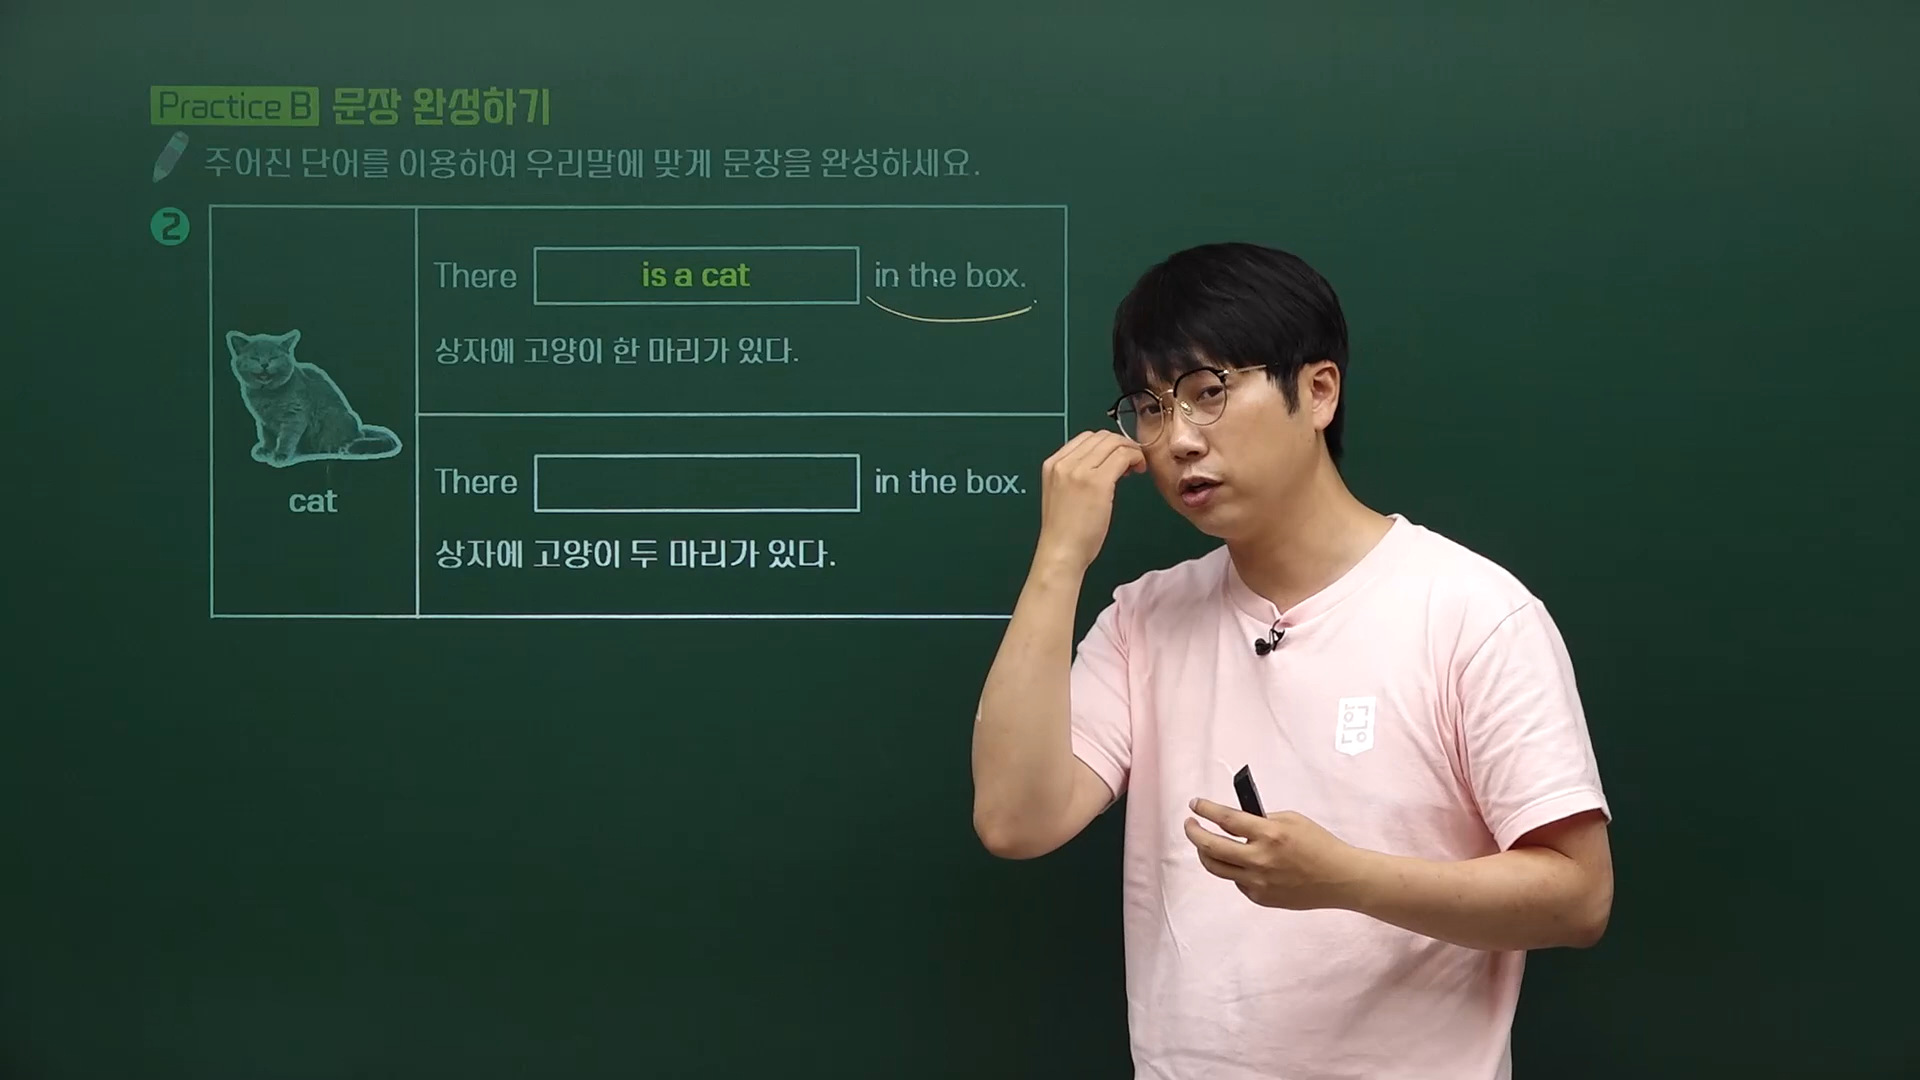 Practice B 문장 완성하기
주어진 단어를 이용하여 우리말에 맞게 문장을 완성하세요.
2
There is a cat in the box.
상자에 고양이 한 마리가 있다.
cat
There in the box.
상자에 고양이 두 마리가 있다.